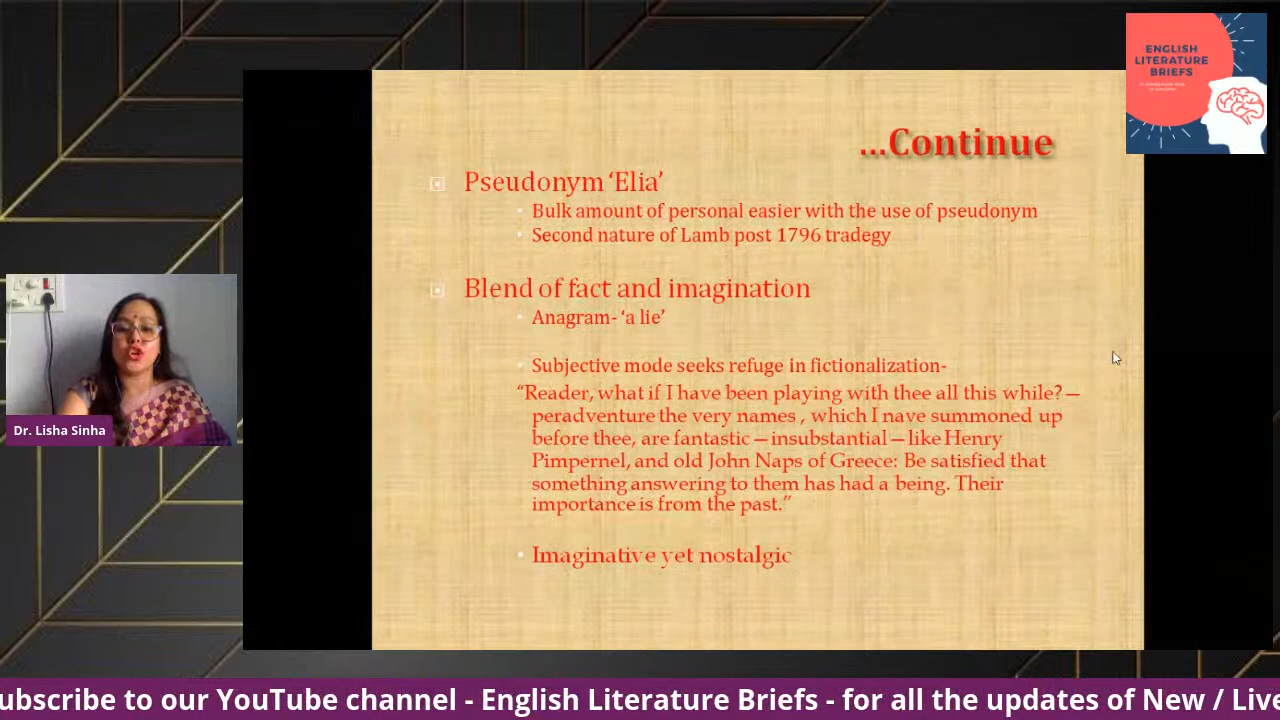 ENGLISH
LITERATURE
BRIEFS
...Continue
Pseudonym ‘Elia’
Bulk amount of personal easier with the use of pseudonym
Second nature of Lamb post 1796 tradegy
Blend of fact and imagination
Anagram- ‘a lie’
Subjective mode seeks refuge in fictionalization-
“Reader, what if I have been playing with thee all this while?—
peradventure the very names , which I nave summoned up
before thee, are fantastic—insubstantial—like Henry
Pimpernel, and old John Naps of Greece: Be satisfied that
something answering to them has had a being. Their
importance is from the past.”
Imaginative yet nostalgic
Dr. Lisha Sinha
ubscribe to our YouTube channel - English Literature Briefs - for all the updates of New / Live